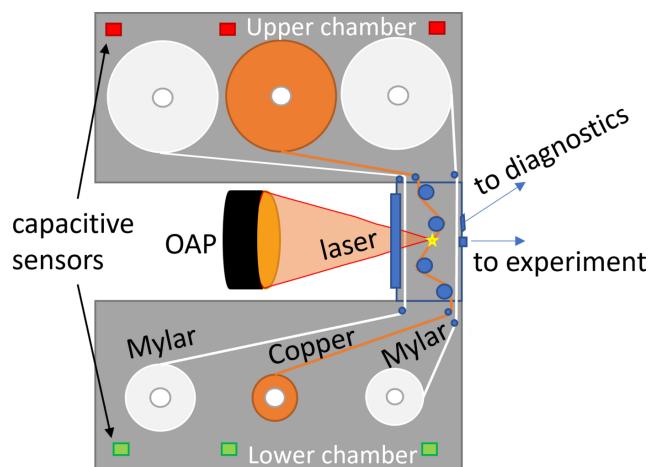 Upper chamber
to diagnostics
capacitive
sensors
OAP
laser
to experiment
Mylar
Copper
Mylar
Lower chamber